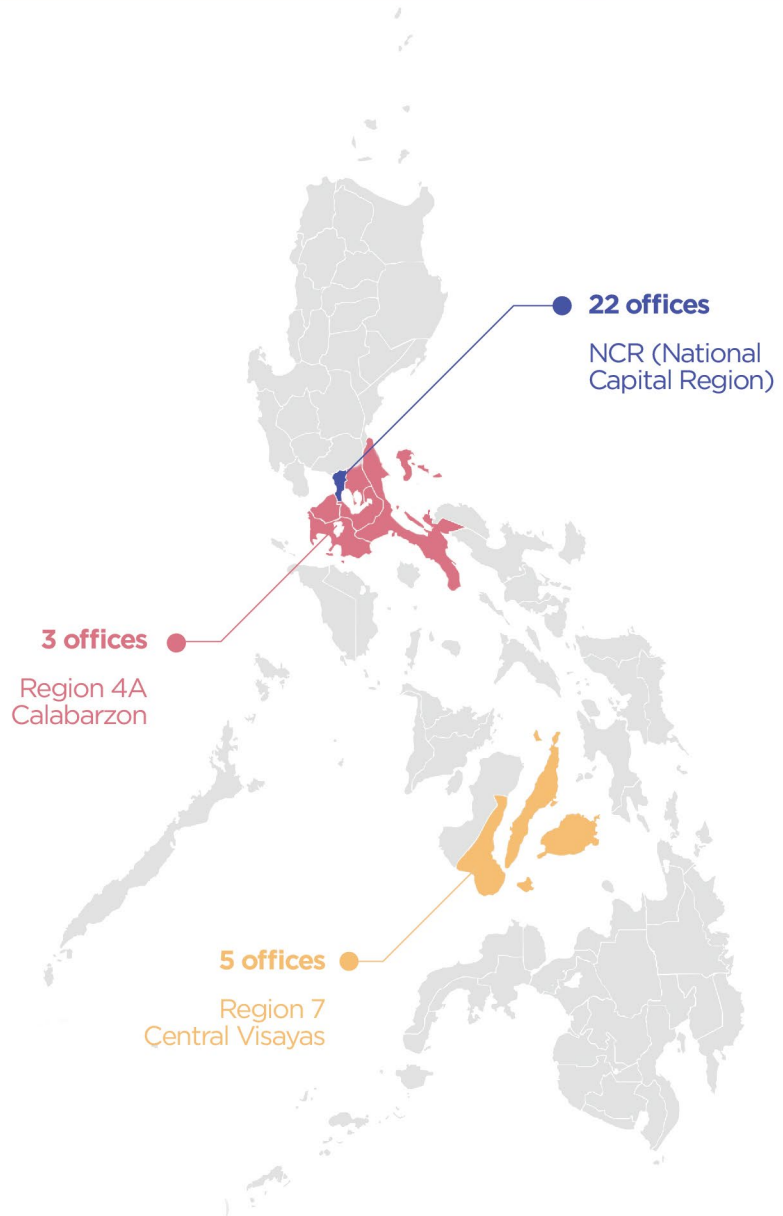 22 offices
NCR (National
Capital Region)
3 offices
Region 4A
Calabarzon
5 offices
Region 7
Central Visayas